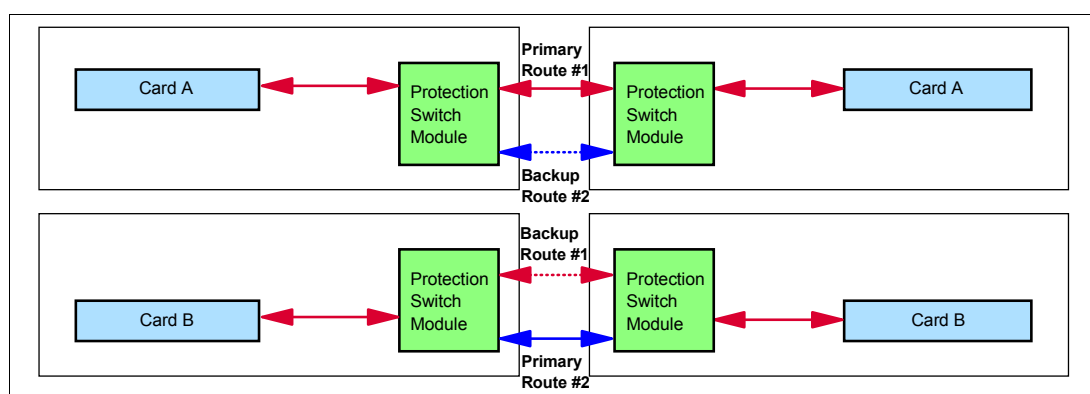 Primary
Route #1
Card A
Protection
Switch
Module
Protection
Switch
Module
Card A
Backup
Route #2
Backup
Route #1
Card B
Protection
Switch
Module
Protection
Switch
Module
Card B
Primary
Route #2